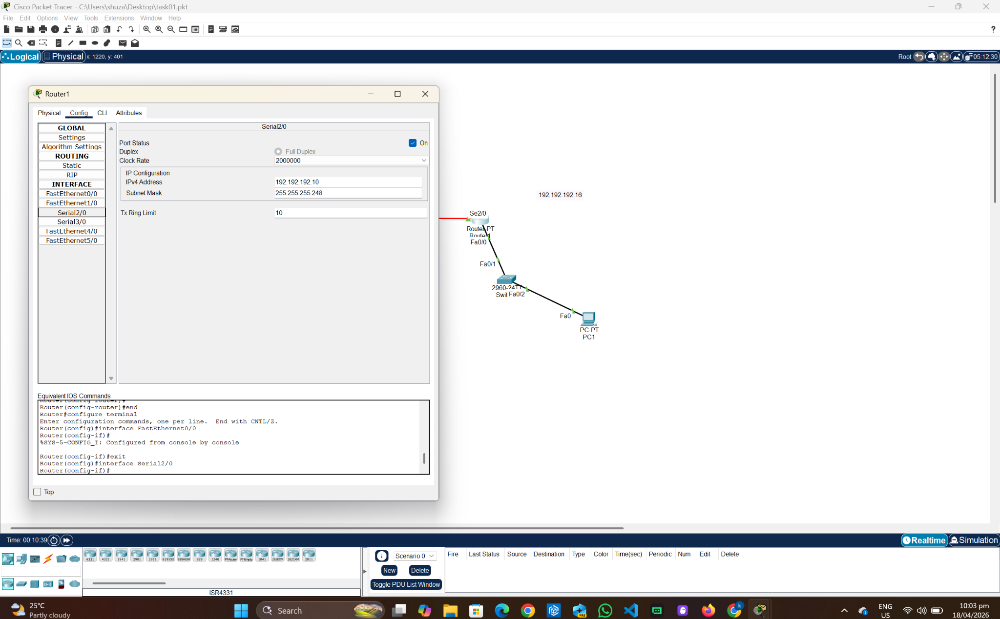 Cisco Packet Tracer - C:\Users\shuza\Desktop\task01.pkt
File Edit Options View Tools Extensions Window Help
?
Logical Physical x: 1220, y: 401
Root 05:12:30
Router1
Physical Config CLI Attributes
GLOBAL
Settings
Algorithm Settings
ROUTING
Static
RIP
INTERFACE
FastEthernet0/0
FastEthernet1/0
Serial2/0
Serial3/0
FastEthernet4/0
FastEthernet5/0
Serial2/0
Port Status On
Duplex Full Duplex
Clock Rate 2000000
IP Configuration
IPv4 Address 192.192.192.10
Subnet Mask 255.255.255.248
Tx Ring Limit 10
Equivalent IOS Commands
Router(config-router)#
Router(config-router)#end
Router#configure terminal
Enter configuration commands, one per line. End with CNTL/Z.
Router(config)#interface FastEthernet0/0
Router(config-if)#
%SYS-5-CONFIG_I: Configured from console by console
Router(config-if)#exit
Router(config)#interface Serial2/0
Router(config-if)#
Top
192.192.192.16
Se2/0
Router-PT
Router1
Fa0/0
Fa0/1
2960-24TT
Swit Fa0/2
Fa0
PC-PT
PC1
Time: 00:10:39
Realtime Simulation
4331 4321 1941 2901 2911 819IOX 819HGW 829 1240 PT-Router PT-Empty 1841 2620XM 2621XM 2811
ISR4331
Scenario 0
New Delete
Toggle PDU List Window
Fire Last Status Source Destination Type Color Time(sec) Periodic Num Edit Delete
25°C
Partly cloudy
Search
PRE
k
ENG
US
10:03 pm
18/04/2026